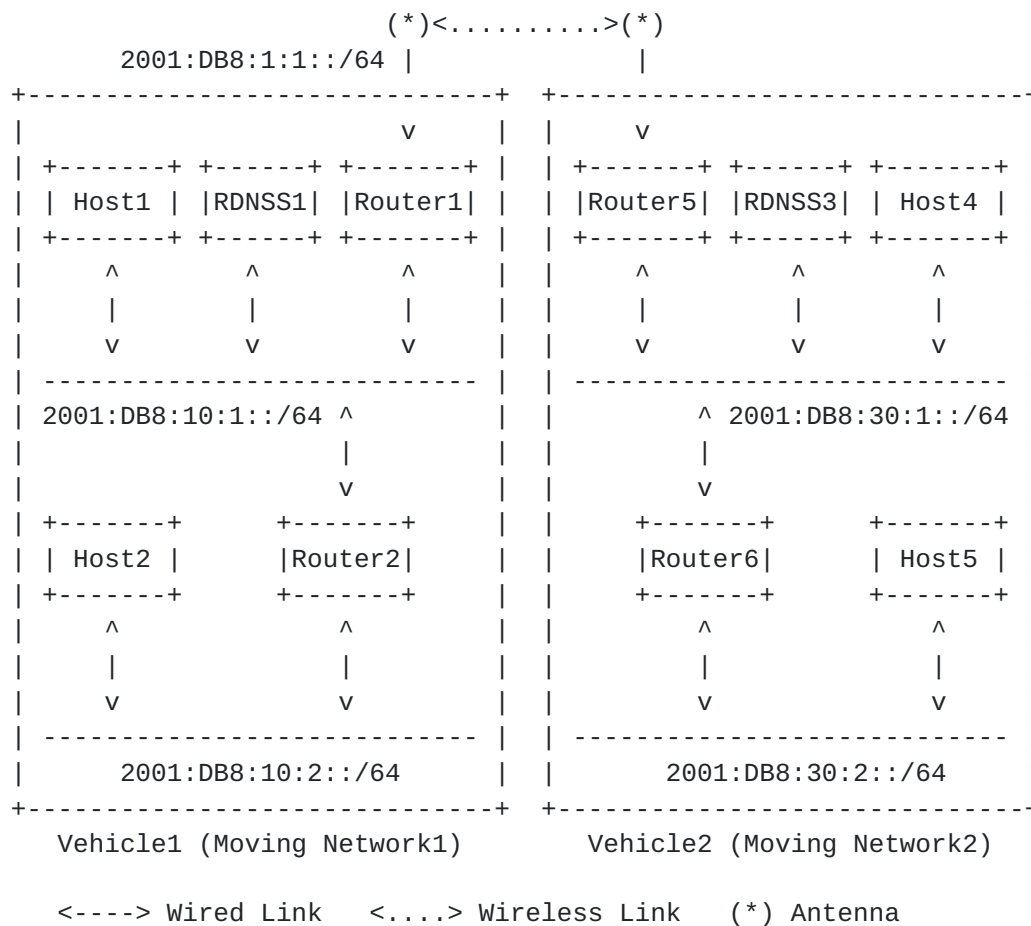 (*)<..........>(*)
2001:DB8:1:1::/64 | |
+------------------------------+ +------------------------------+
| v | | v
| +-------+ +------+ +-------+ | | +-------+ +------+ +-------+
| | Host1 | |RDNSS1| |Router1| | | |Router5| |RDNSS3| | Host4 |
| +-------+ +------+ +-------+ | | +-------+ +------+ +-------+
| ^ ^ ^ | | ^ ^ ^
| | | | | | | | |
| v v v | | v v v
| ---------------------------- | | ----------------------------
| 2001:DB8:10:1::/64 ^ | | ^ 2001:DB8:30:1::/64
| | | | |
| v | | v
| +-------+ +-------+ | | +-------+ +-------+
| | Host2 | |Router2| | | |Router6| | Host5 |
| +-------+ +-------+ | | +-------+ +-------+
| ^ ^ | | ^ ^
| | | | | | |
| v v | | v v
| ---------------------------- | | ----------------------------
| 2001:DB8:10:2::/64 | | 2001:DB8:30:2::/64
+------------------------------+ +------------------------------+
Vehicle1 (Moving Network1) Vehicle2 (Moving Network2)
<----> Wired Link <....> Wireless Link (*) Antenna